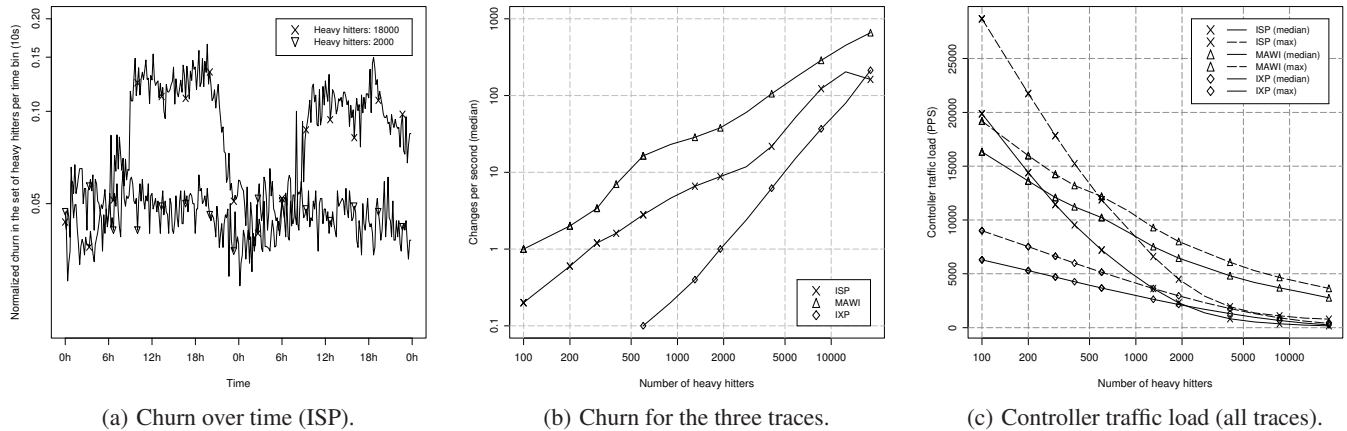 Normalized churn in the set of heavy hitters per time bin (10s)
0.20
0.15
0.10
0.05
Heavy hitters: 18000
Heavy hitters: 2000
0h 6h 12h 18h 0h 6h 12h 18h 0h
Time
(a) Churn over time (ISP).
Changes per second (median)
1000
100
10
1
0.1
ISP
MAWI
IXP
100 200 500 1000 2000 5000 10000
Number of heavy hitters
(b) Churn for the three traces.
Controller traffic load (PPS)
25000
20000
15000
10000
5000
0
ISP (median)
ISP (max)
MAWI (median)
MAWI (max)
IXP (median)
IXP (max)
100 200 500 1000 2000 5000 10000
Number of heavy hitters
(c) Controller traffic load (all traces).